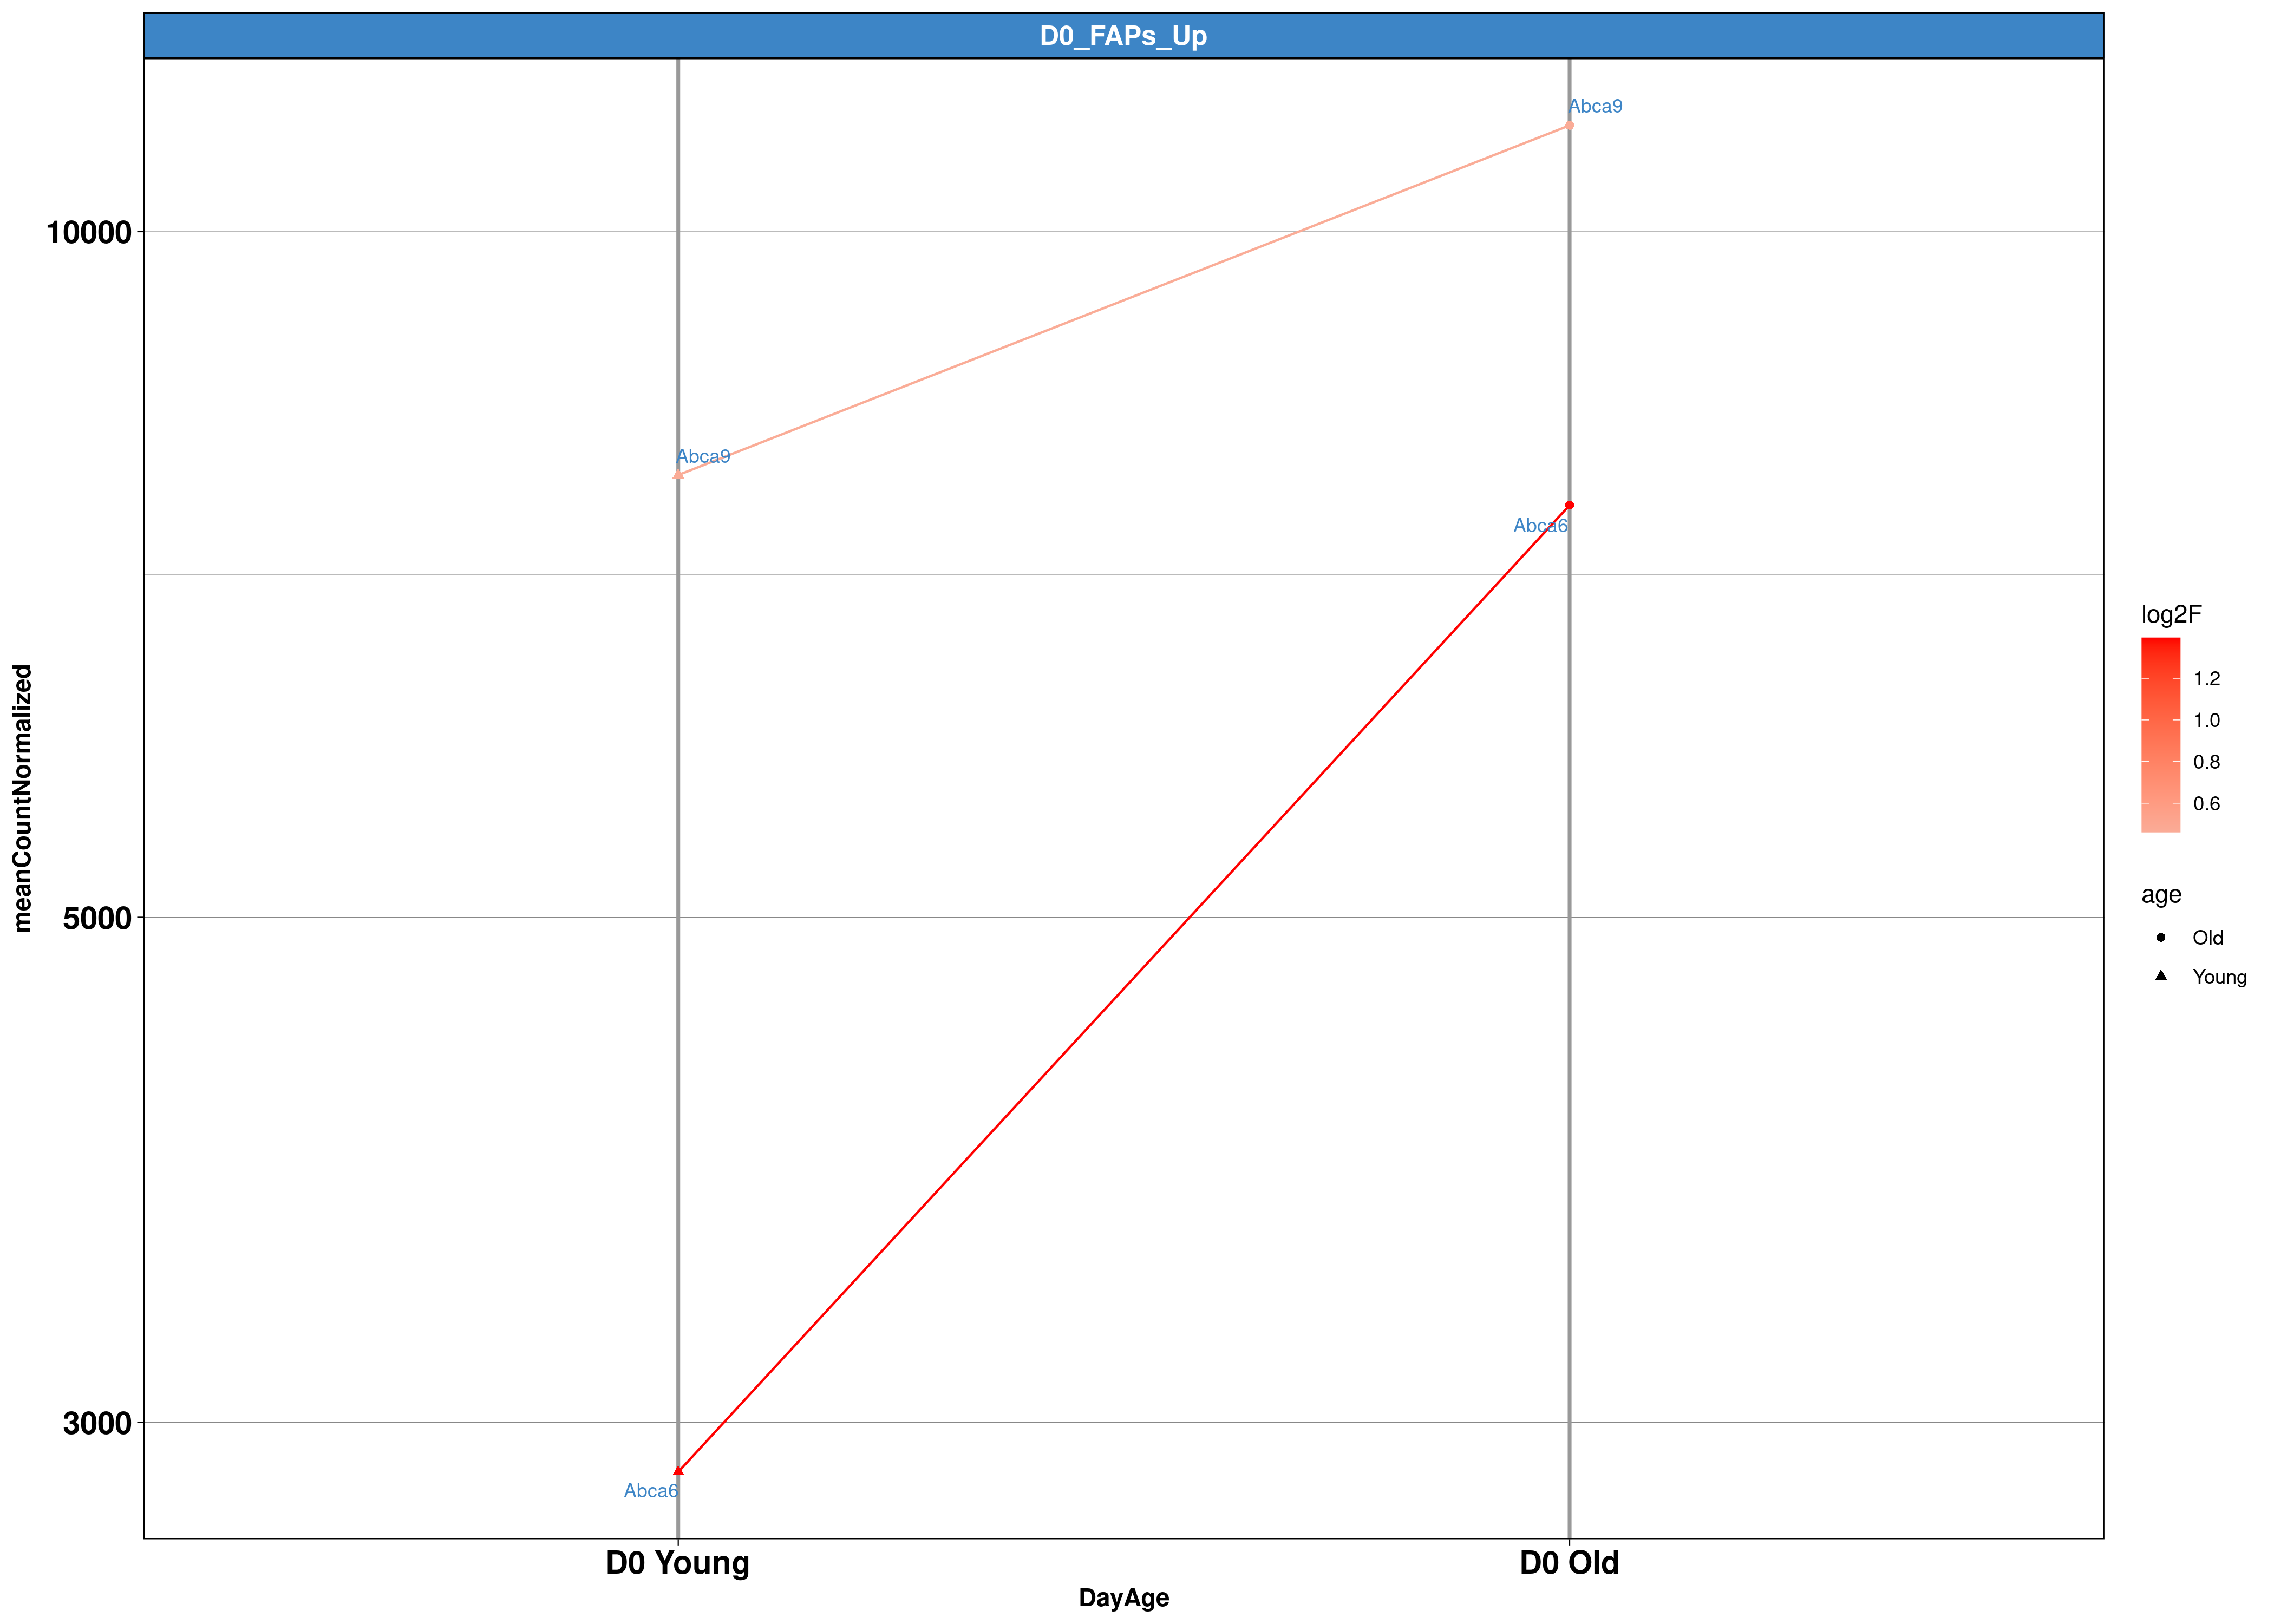 D0_FAPs_Up
Abca9
10000
Abca9
Abca6
5000
3000
Abca6
meanCountNormalized
D0 Young
D0 Old
DayAge
log2F
1.2
1.0
0.8
0.6
age
Old
Young